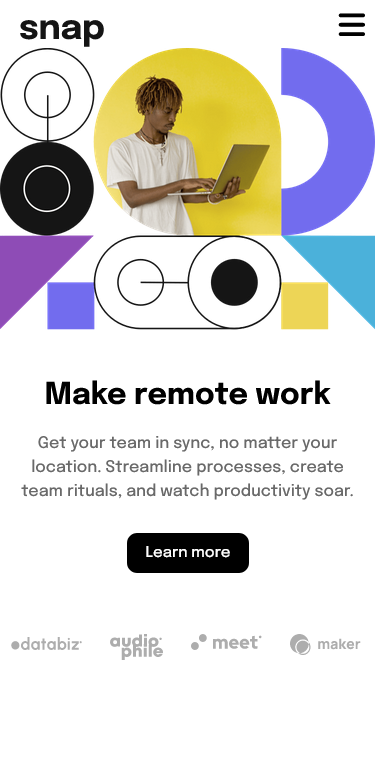 snap
Make remote work
Get your team in sync, no matter your
location. Streamline processes, create
team rituals, and watch productivity soar.
Learn more
databiz
audiophile
meet
maker